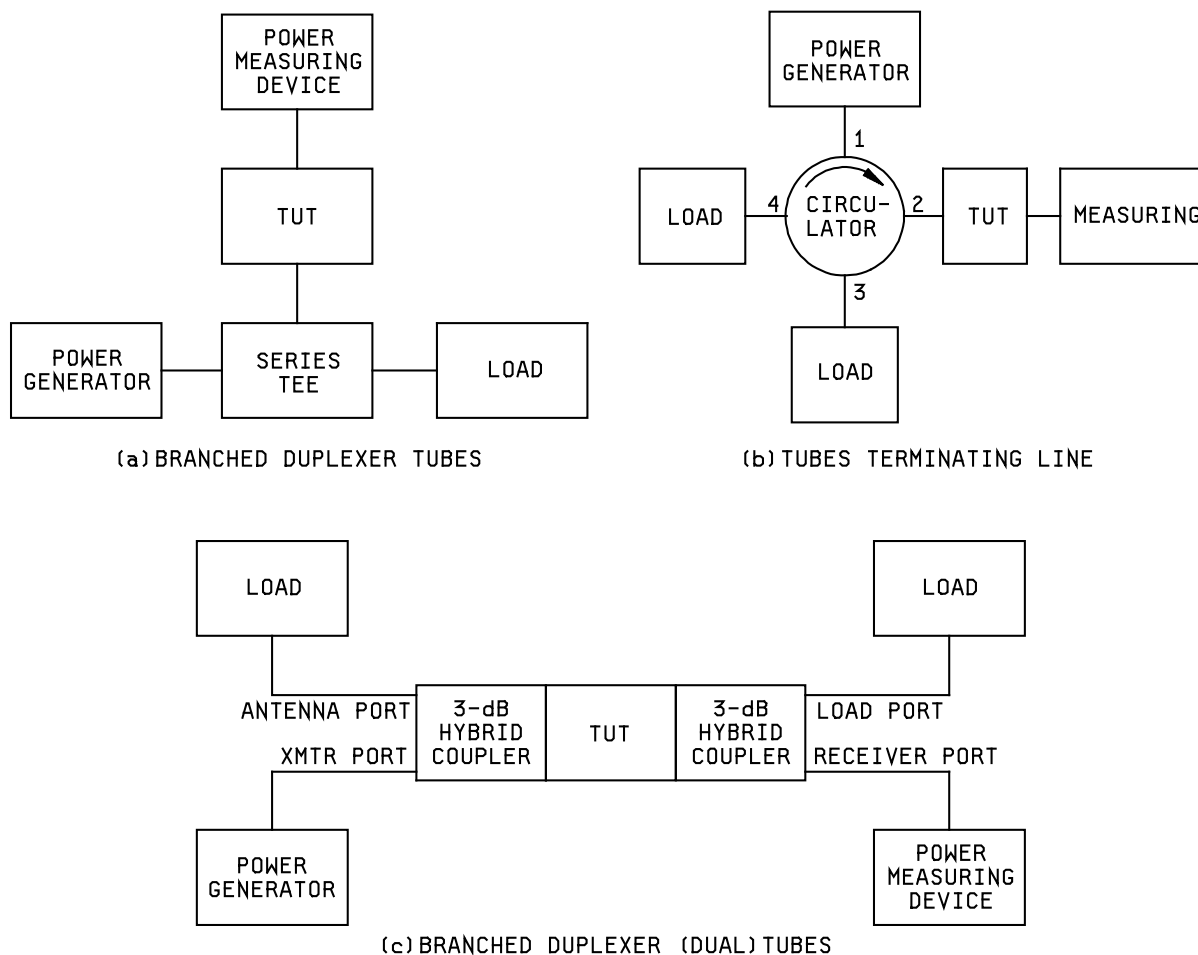 POWER
MEASURING
DEVICE
TUT
POWER
GENERATOR
SERIES
TEE
LOAD
(a) BRANCHED DUPLEXER TUBES
POWER
GENERATOR
1
LOAD
4
CIRCU-
LATOR
2
TUT
MEASURING
3
LOAD
(b) TUBES TERMINATING LINE
LOAD
LOAD
ANTENNA PORT
3-dB
HYBRID
COUPLER
TUT
3-dB
HYBRID
COUPLER
LOAD PORT
XMTR PORT
RECEIVER PORT
POWER
GENERATOR
POWER
MEASURING
DEVICE
(c) BRANCHED DUPLEXER (DUAL) TUBES